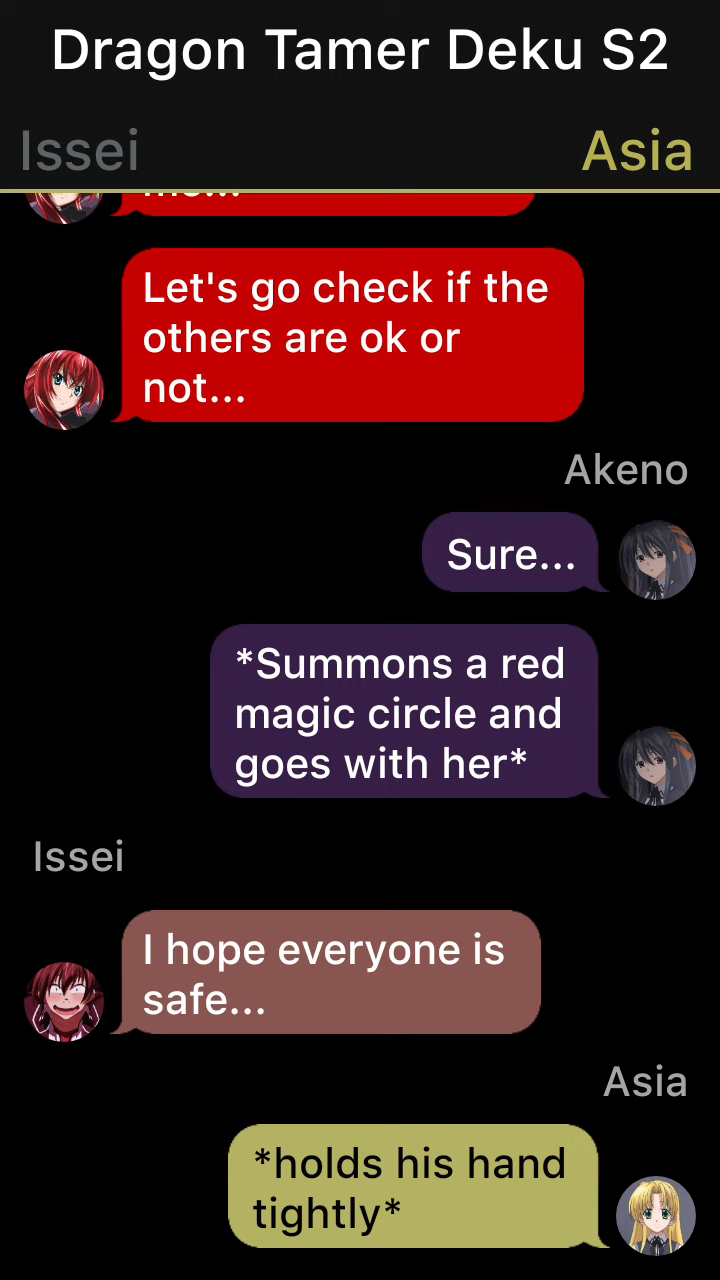 Dragon Tamer Deku S2
Issei
Asia
Let's go check if the
others are ok or
not...
Akeno
Sure...
*Summons a red
magic circle and
goes with her*
Issei
I hope everyone is
safe...
Asia
*holds his hand
tightly*